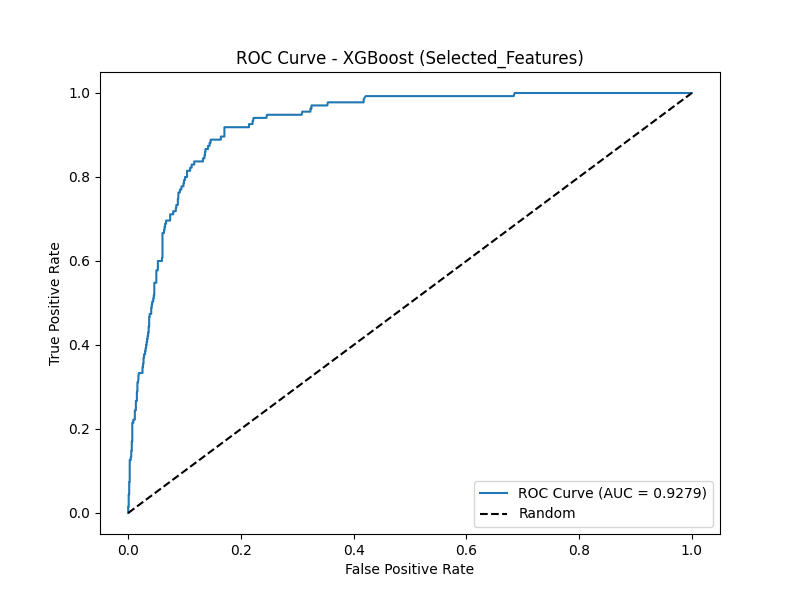 ROC Curve - XGBoost (Selected_Features)
True Positive Rate
1.0
0.8
0.6
0.4
0.2
0.0
0.0 0.2 0.4 0.6 0.8 1.0
False Positive Rate
ROC Curve (AUC = 0.9279)
Random